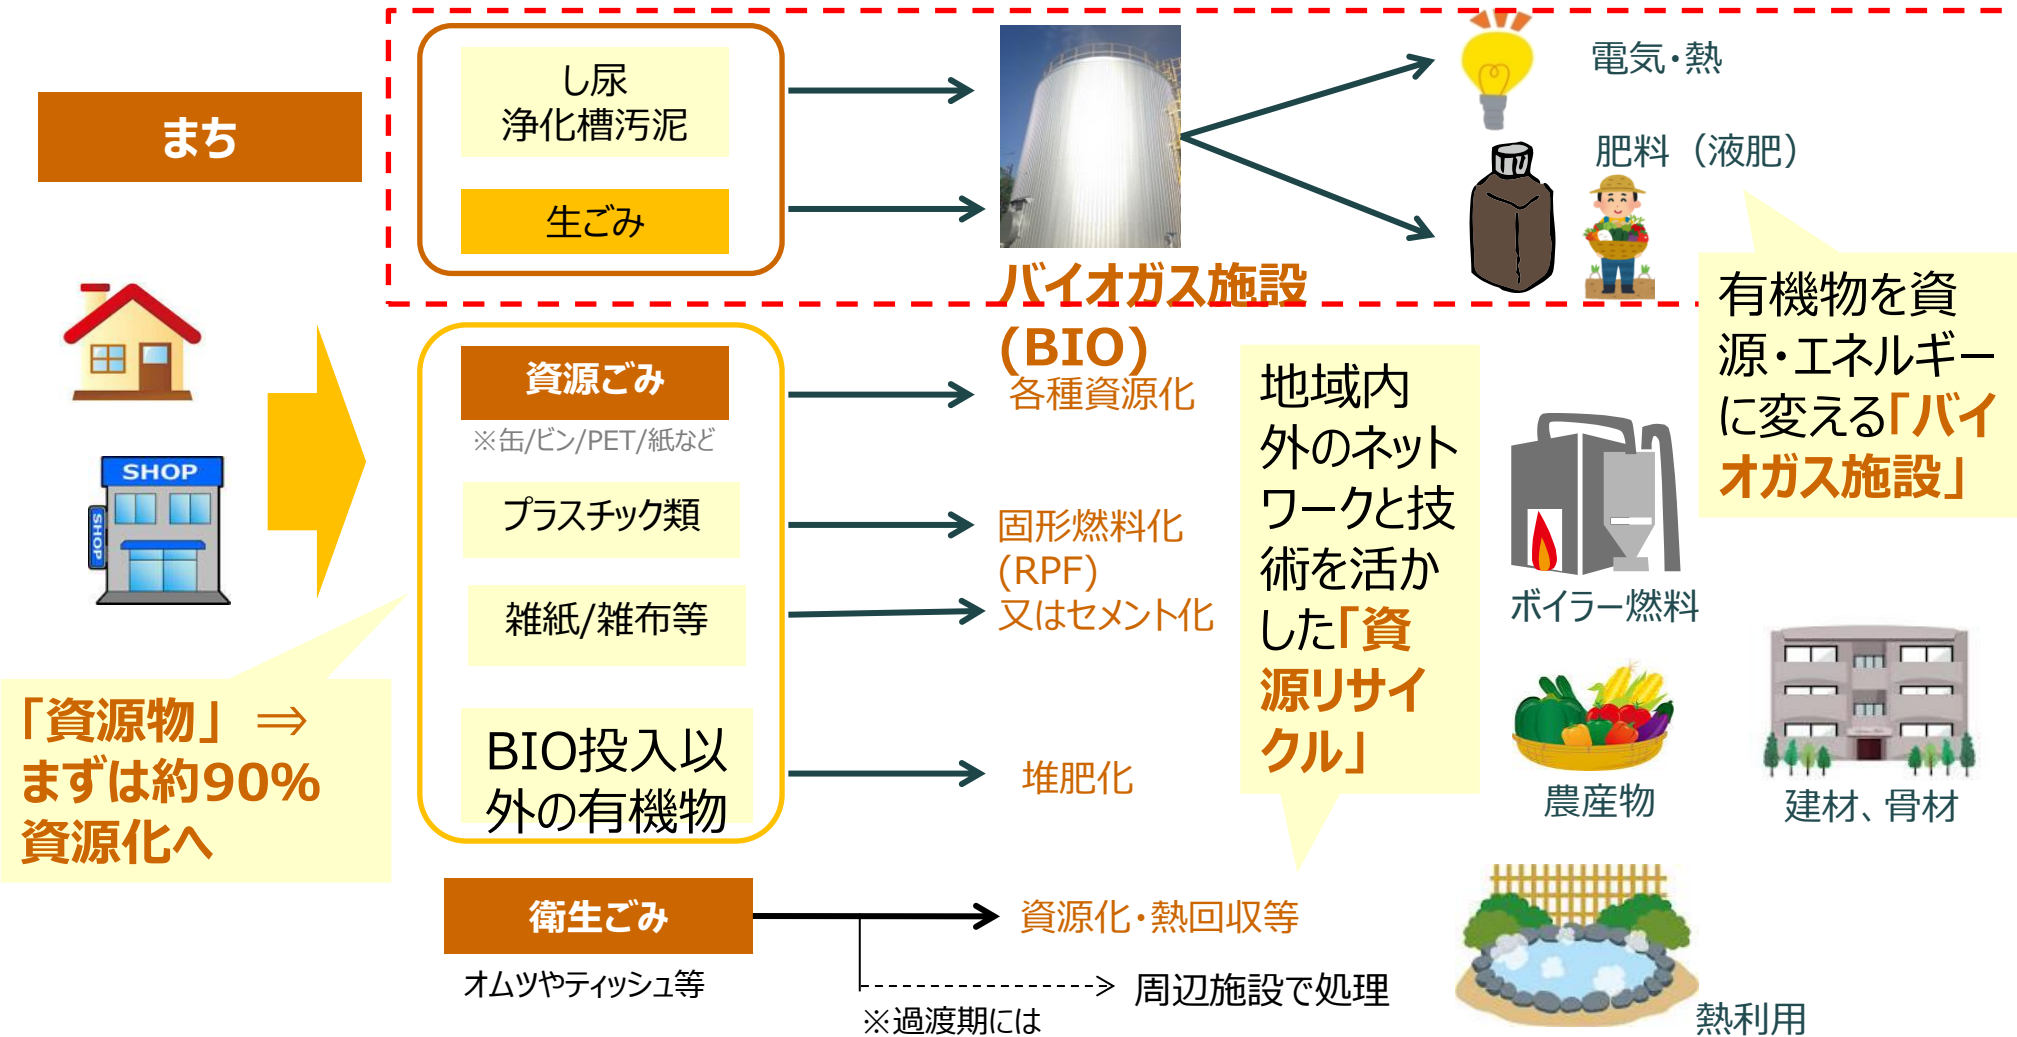 まち
し尿
浄化槽汚泥
生ごみ
バイオガス施設
(BIO)
電気・熱
肥料（液肥）
有機物を資
源・エネルギー
に変える「バイ
オガス施設」
SHOP
SHOP
「資源物」⇒
まずは約90%
資源化へ
資源ごみ
※缶/ビン/PET/紙など
プラスチック類
雑紙/雑布等
BIO投入以
外の有機物
各種資源化
固形燃料化
(RPF)
又はセメント化
堆肥化
地域内
外のネット
ワークと技
術を活か
した「資
源リサイ
クル」
ボイラー燃料
農産物
建材、骨材
衛生ごみ
オムツやティッシュ等
資源化・熱回収等
周辺施設で処理
※過渡期には
熱利用